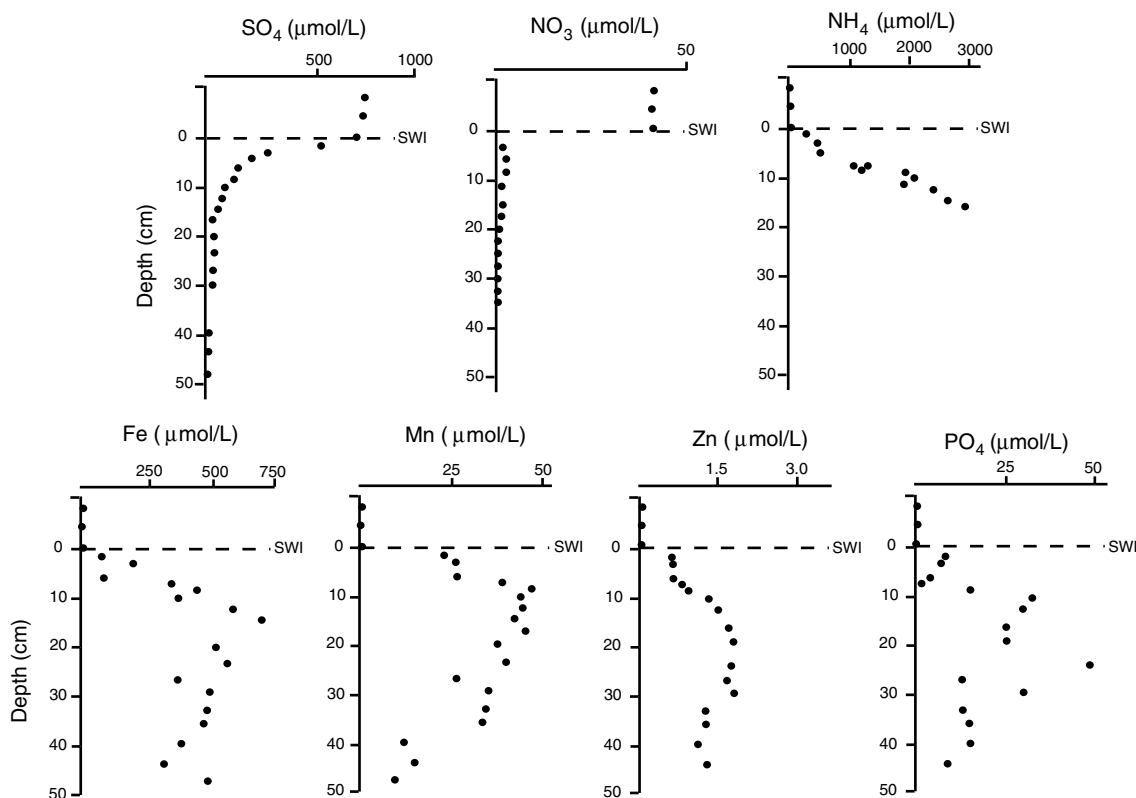 SO₄ (μmol/L)
500 1000
0
10
20
30
40
50
SWI
Depth (cm)
NO₃ (μmol/L)
50
0
10
20
30
40
50
SWI
NH₄ (μmol/L)
1000 2000 3000
0
10
20
30
40
50
SWI
Fe ( μmol/L)
250 500 750
0
10
20
30
40
50
SWI
Depth (cm)
Mn ( μmol/L)
25 50
0
10
20
30
40
50
SWI
Zn ( μmol/L)
1.5 3.0
0
10
20
30
40
50
SWI
PO₄ (μmol/L)
25 50
0
10
20
30
40
50
SWI